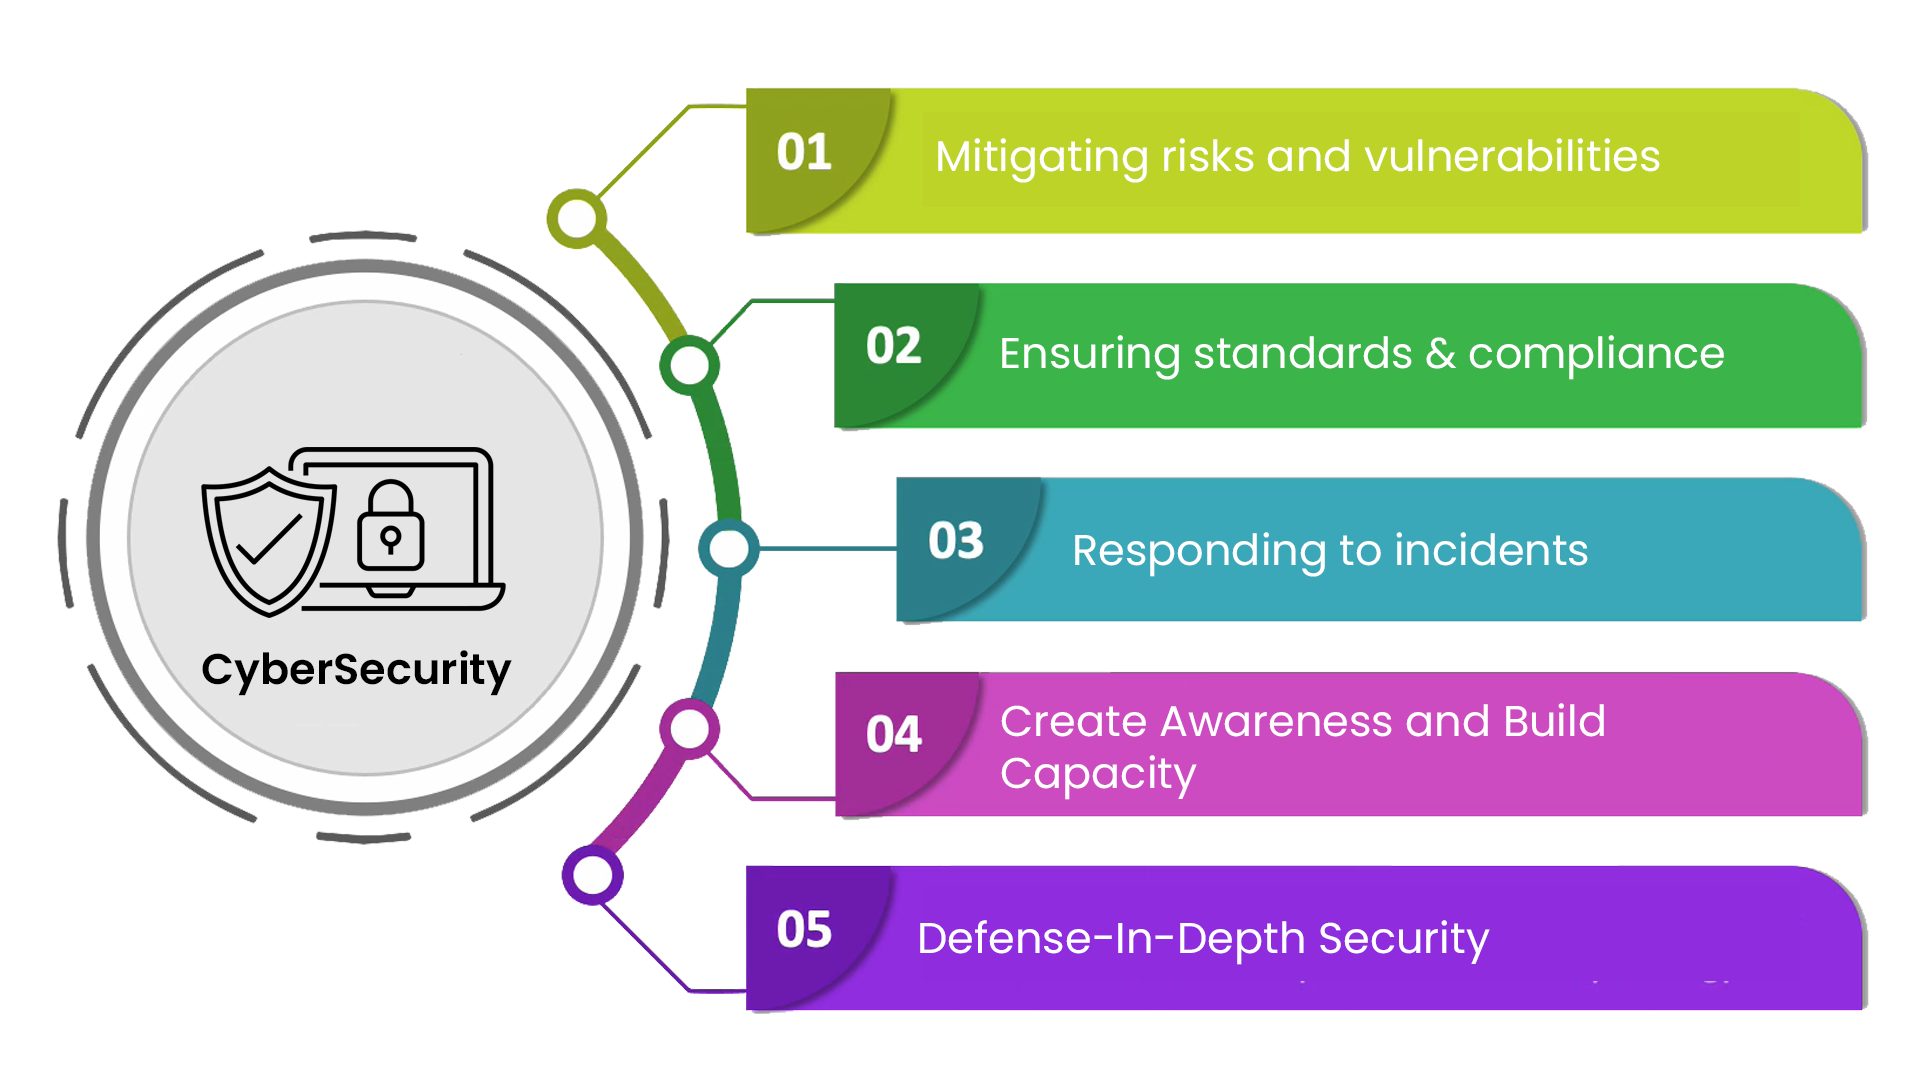 01
Mitigating risks and vulnerabilities
02
Ensuring standards & compliance
03
Responding to incidents
CyberSecurity
04
Create Awareness and Build
Capacity
05
Defense-In-Depth Security